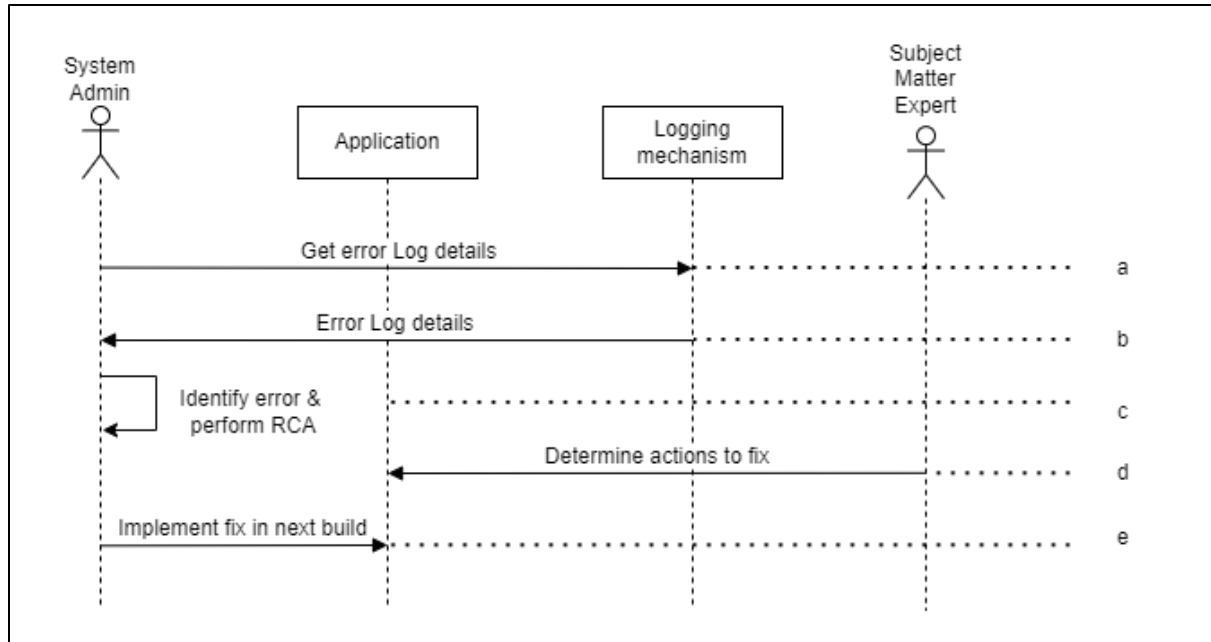 System
Admin
Subject
Matter
Expert
Application
Logging
mechanism
Get error Log details
a
Error Log details
b
Identify error &
perform RCA
c
Determine actions to fix
d
Implement fix in next build
e